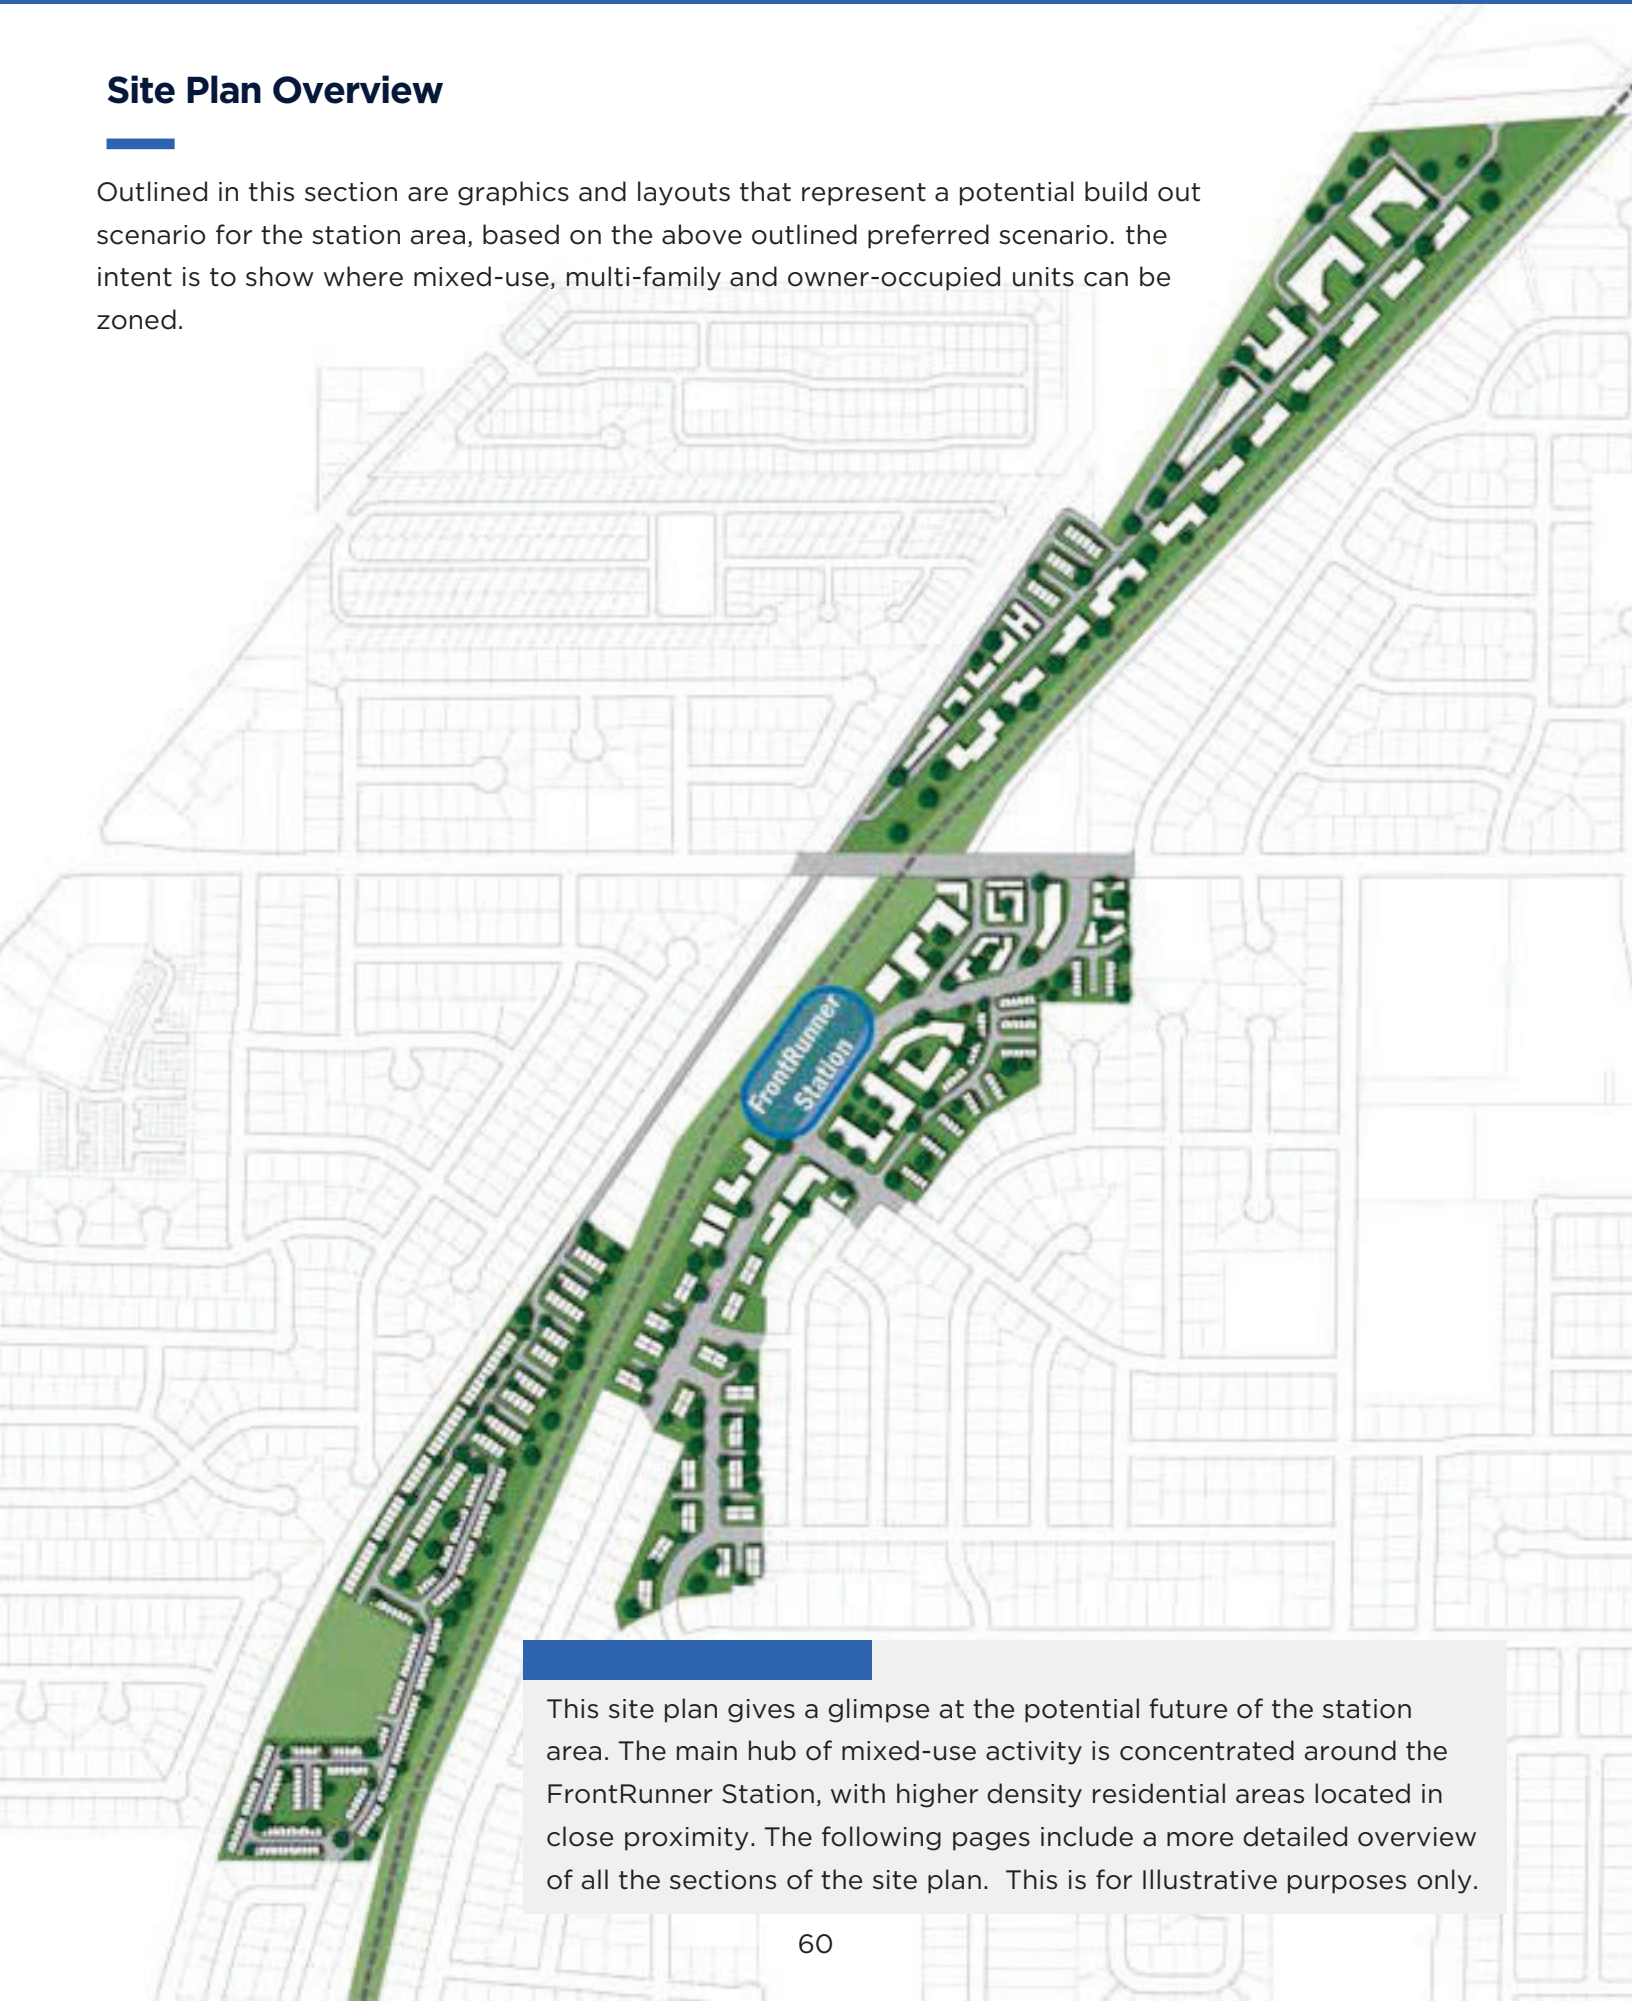 Site Plan Overview
Outlined in this section are graphics and layouts that represent a potential build out
scenario for the station area, based on the above outlined preferred scenario. the
intent is to show where mixed-use, multi-family and owner-occupied units can be
zoned.
FrontRunner
Station
This site plan gives a glimpse at the potential future of the station
area. The main hub of mixed-use activity is concentrated around the
FrontRunner Station, with higher density residential areas located in
close proximity. The following pages include a more detailed overview
of all the sections of the site plan.  This is for Illustrative purposes only.
60